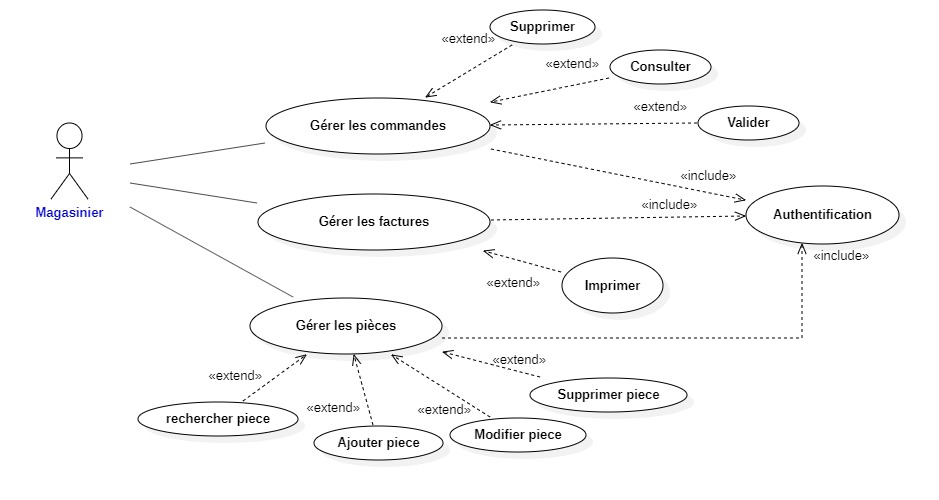 Supprimer
«extend»
Consulter
«extend»
«extend»
Valider
Gérer les commandes
«include»
Magasinier
«include»
Authentification
Gérer les factures
«include»
«extend»
Imprimer
Gérer les pièces
«extend»
«extend»
Supprimer piece
«extend»
«extend»
rechercher piece
Ajouter piece
Modifier piece